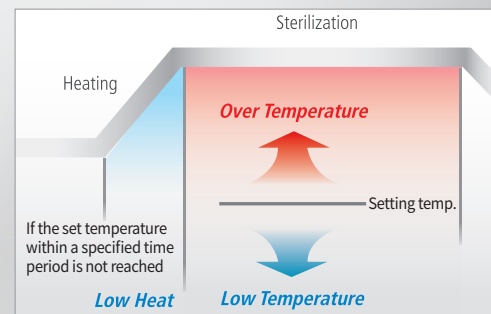 Sterilization
Heating
Over Temperature
Setting temp.
If the set temperature
within a specified time
period is not reached
Low Heat
Low Temperature